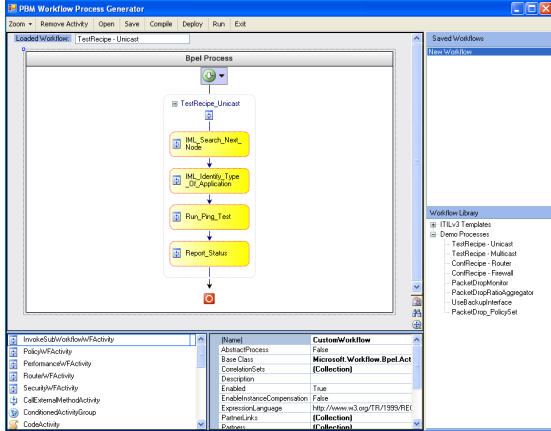 PBM Workflow Process Generator
Zoom Remove Activity Open Save Compile Deploy Run Exit
Loaded Workflow: TestRecipe - Unicast
Bpel Process
TestRecipe_Unicast
IML_Search_Next_
Node
IML_Identify_Type
_Of_Application
Run_Ping_Test
Report_Status
Saved Workflows
New Workflow
Workflow Library
ITILv3 Templates
Demo Processes
TestRecipe - Unicast
TestRecipe - Multicast
ConfRecipe - Router
ConfRecipe - Firewall
PacketDropMonitor
PacketDropRatioAggregator
UseBackupInterface
PacketDrop_PolicySet
InvokeSubWorkflowWFActivity
PolicyWFActivity
PerformanceWFActivity
RouterWFActivity
SecurityWFActivity
CallExternalMethodActivity
ConditionedActivityGroup
CodeActivity
(Name) CustomWorkflow
AbstractProcess False
Base Class Microsoft.Workflow.Bpel.Act
CorrelationSets (Collection)
Description
Enabled True
EnableInstanceCompensation False
ExpressionLanguage http://www.w3.org/TR/1999/REC
PartnerLinks (Collection)
Partners (Collection)